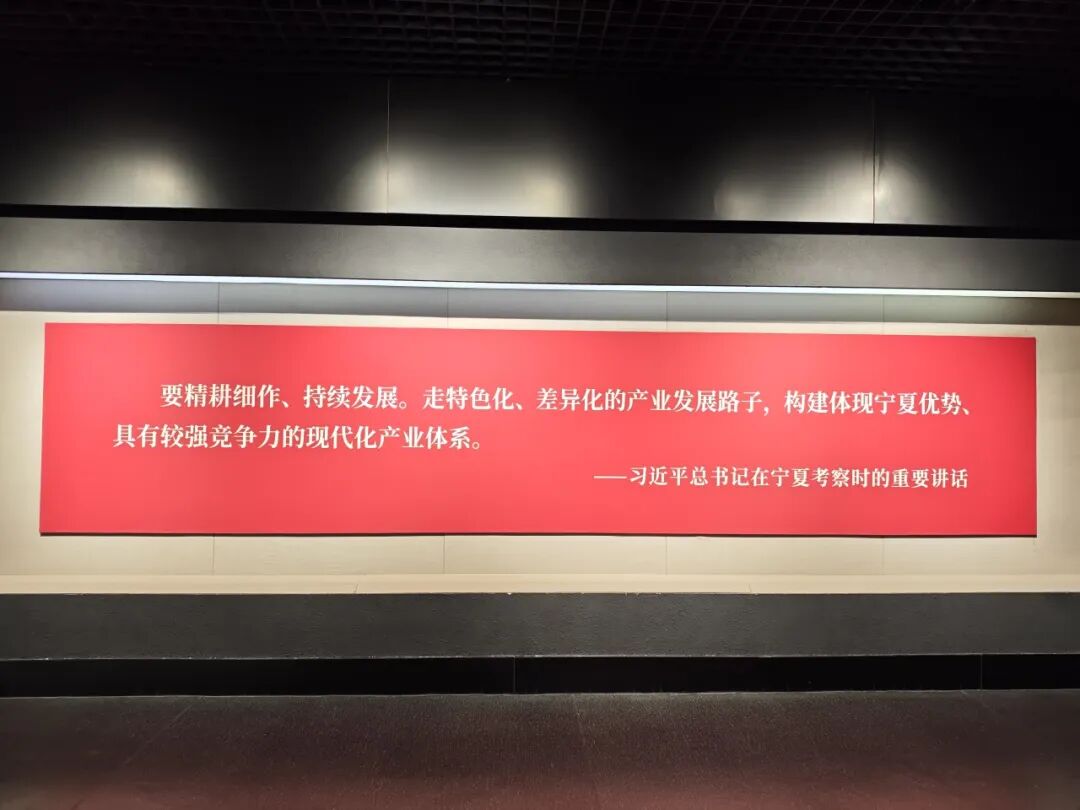 要精耕细作、持续发展。走特色化、差异化的产业发展路子，构建体现宁夏优势、
具有较强竞争力的现代化产业体系。
——习近平总书记在宁夏考察时的重要讲话